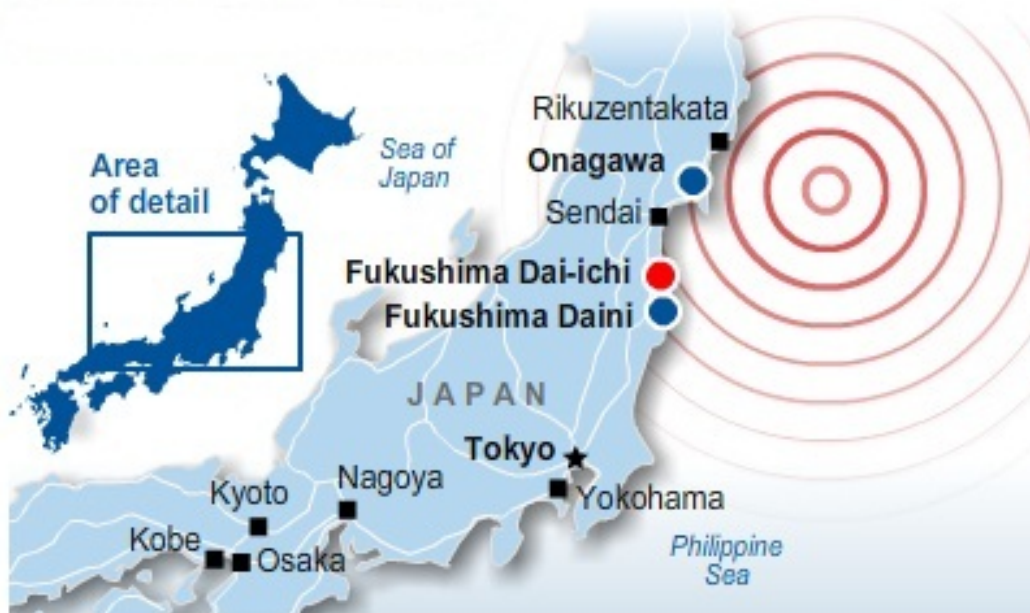 Rikuzentakata
Sea of
Japan
Onagawa
Area
of detail
Sendai
Fukushima Dai-ichi
Fukushima Daini
JAPAN
Tokyo
Nagoya
Kyoto
Yokohama
Kobe
Osaka
Philippine
Sea